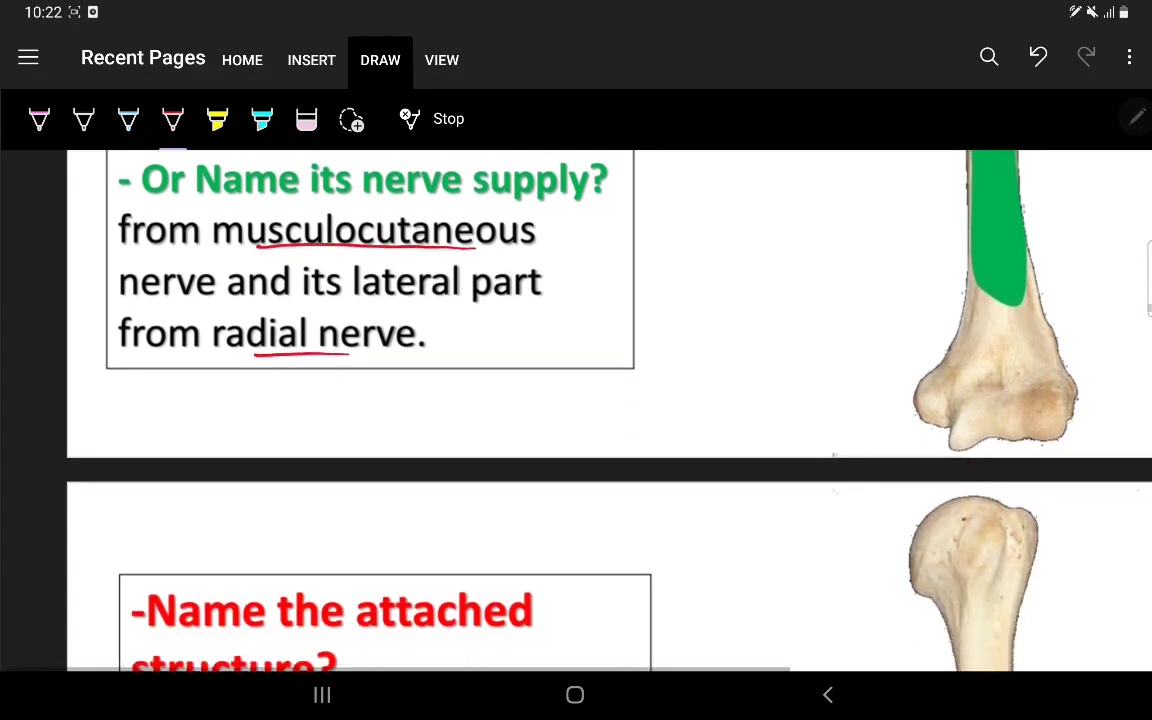 10:22
Recent Pages HOME INSERT DRAW VIEW
Stop
- Or Name its nerve supply?
from musculocutaneous
nerve and its lateral part
from radial nerve.
-Name the attached
structure?